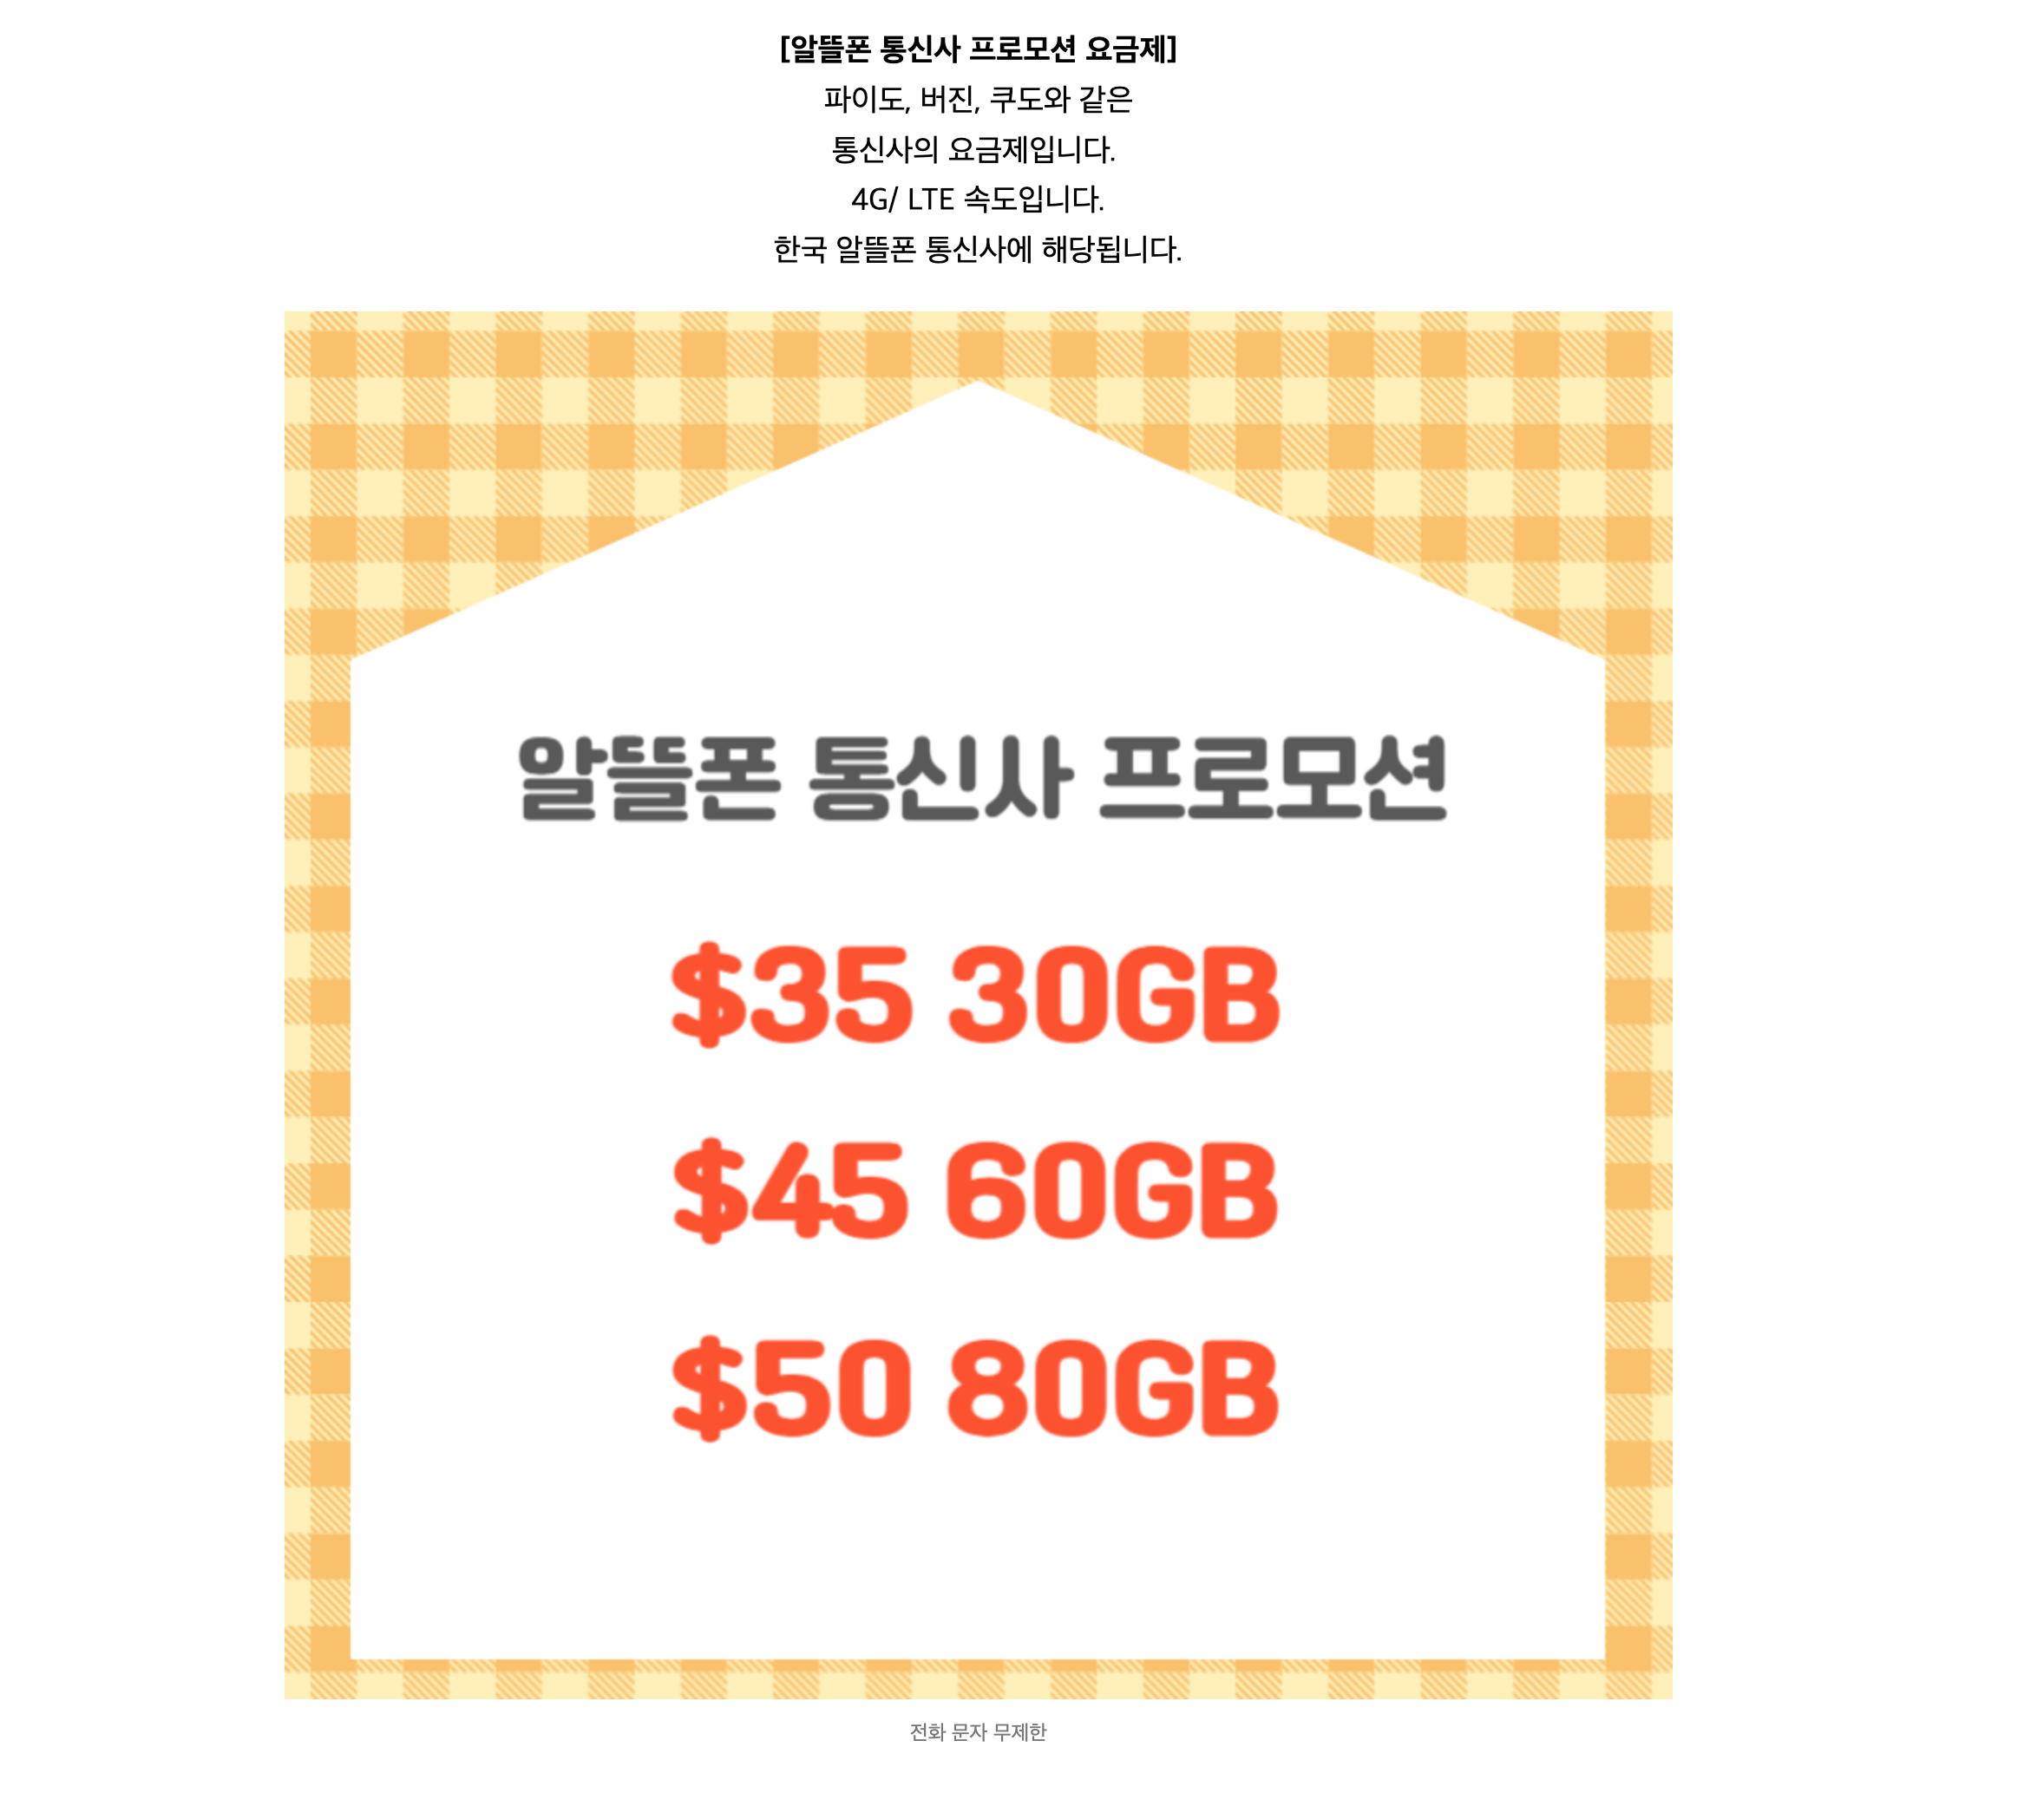 [알뜰폰 통신사 프로모션 요금제]
파이도, 버진, 쿠도와 같은
통신사의 요금제입니다.
4G/ LTE 속도입니다.
한국 알뜰폰 통신사에 해당됩니다.
알뜰폰 통신사 프로모션
$35 30GB
$45 60GB
$50 80GB
전화 문자 무제한